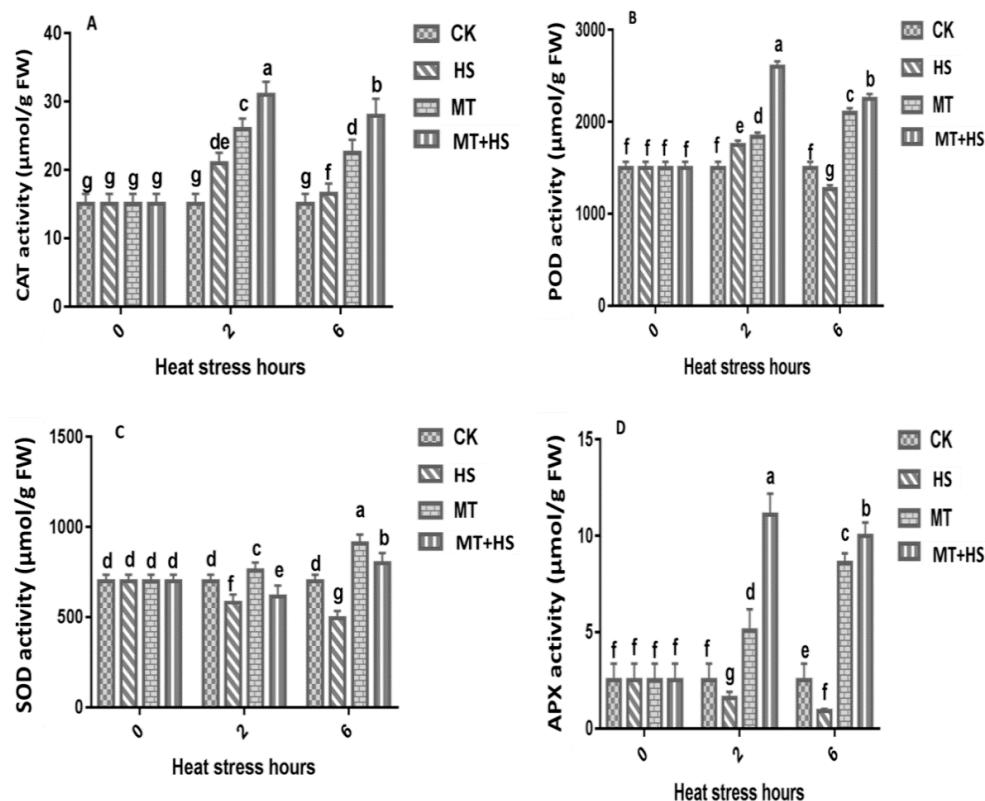 A
CAT activity (µmol/g FW)
40
30
20
10
0
g g g g
g de c a
g f d b
0 2 6
Heat stress hours
CK
HS
MT
MT+HS
B
POD activity (µmol/g FW)
3000
2000
1000
0
f f f f
f e d a
f g c b
0 2 6
Heat stress hours
CK
HS
MT
MT+HS
C
SOD activity (µmol/g FW)
1500
1000
500
0
d d d d
d f c e
d g a b
0 2 6
Heat stress hours
CK
HS
MT
MT+HS
D
APX activity (µmol/g FW)
15
10
5
0
f f f f
f g d a
e f c b
0 2 6
Heat stress hours
CK
HS
MT
MT+HS